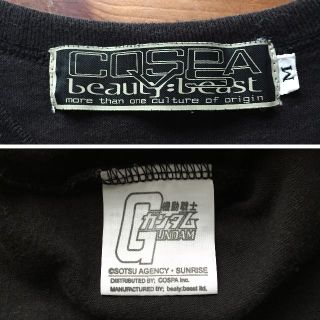 COSPA
beauty:beast
more than one culture of origin
M
機動戦士
ガンダム
GUNDAM
©SOTSU AGENCY・SUNRISE
DISTRIBUTED BY; COSPA Inc.
MANUFACTURED BY; beaty;beast ltd.